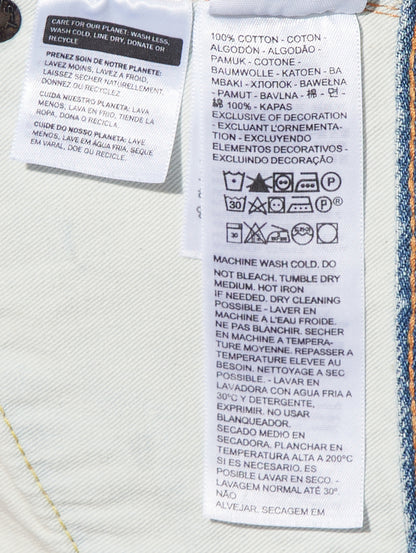 CARE FOR OUR PLANET: WASH LESS,
WASH COLD, LINE DRY, DONATE OR
RECYCLE
PRENEZ SOIN DE NOTRE PLANETE:
LAVEZ MOINS, LAVEZ A FROID,
LAISSEZ SECHER NATURELLEMENT,
DONNEZ OU RECYCLEZ
CUIDA NUESTRO PLANETA: LAVA
MENOS, LAVA EN FRIO, TIENDE LA
ROPA, DONA O RECICLA.
CUIDE DO NOSSO PLANETA: LAVE
MENOS, LAVE EM ÁGUA FRIA, SEQUE
EM VARAL, DOE OU RECICLE.
100% COTTON - COTON -
ALGODÓN - ALGODÃO -
PAMUK - COTONE -
BAUMWOLLE - KATOEN - BA
MBAKI - ХЛОПОК - BAWEŁNA
- PAMUT - BAVLNA - 棉 - 면 -
綿 100% - KAPAS
EXCLUSIVE OF DECORATION
- EXCLUANT L'ORNEMENTA-
TION - EXCLUYENDO
ELEMENTOS DECORATIVOS -
EXCLUINDO DECORAÇÃO
P
30 P
30
MACHINE WASH COLD. DO
NOT BLEACH. TUMBLE DRY
MEDIUM. HOT IRON
IF NEEDED. DRY CLEANING
POSSIBLE. - LAVER EN
MACHINE A L'EAU FROIDE.
NE PAS BLANCHIR. SECHER
EN MACHINE A TEMPERA-
TURE MOYENNE. REPASSER A
TEMPERATURE ELEVEE AU
BESOIN. NETTOYAGE A SEC
POSSIBLE. - LAVAR EN
LAVADORA CON AGUA FRIA A
30°C Y DETERGENTE,
EXPRIMIR. NO USAR
BLANQUEADOR.
SECADO MEDIO EN
SECADORA. PLANCHAR EN
TEMPERATURA ALTA A 200°C
SI ES NECESARIO. ES
POSIBLE LAVAR EN SECO. -
LAVAGEM NORMAL ATÉ 30°.
NÃO
ALVEJAR. SECAGEM EM